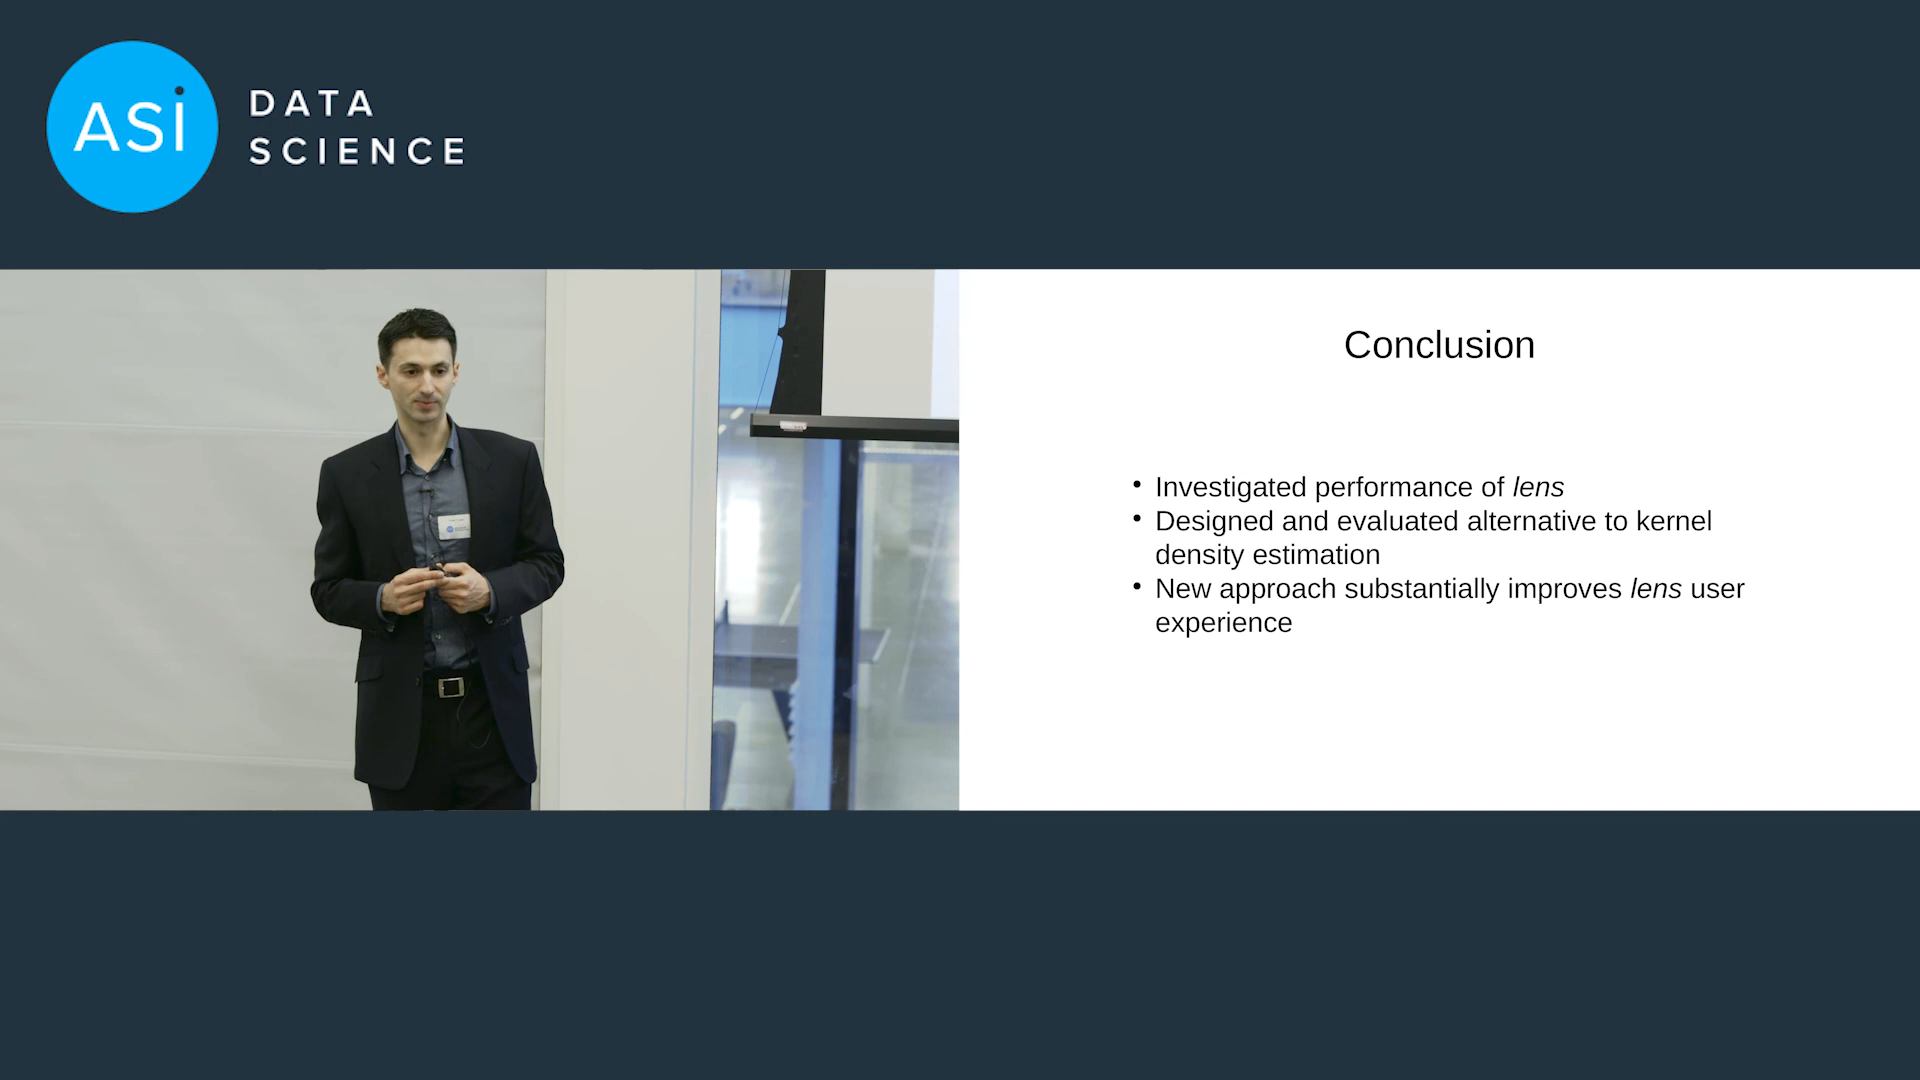 ASI
DATA
SCIENCE
Conclusion
• Investigated performance of lens
• Designed and evaluated alternative to kernel
density estimation
• New approach substantially improves lens user
experience